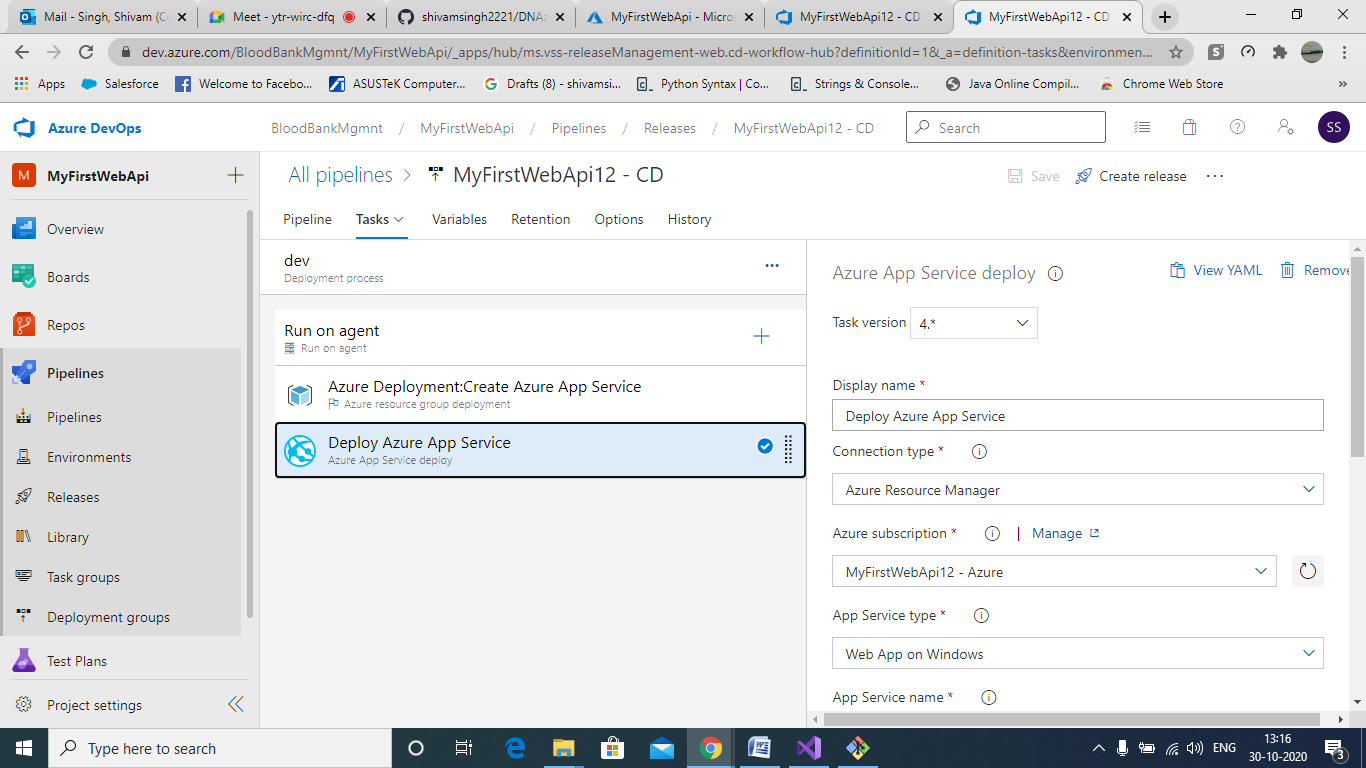 Mail - Singh, Shivam (C
Meet - ytr-wirc-dfq
shivamsingh2221/DNA
MyFirstWebApi - Micros
MyFirstWebApi12 - CD
MyFirstWebApi12 - CD
dev.azure.com/BloodBankMgmnt/MyFirstWebApi/_apps/hub/ms.vss-releaseManagement-web.cd-workflow-hub?definitionId=1&_a=definition-tasks&environmen...
Apps
Salesforce
Welcome to Facebo...
ASUSTeK Computer...
Drafts (8) - shivamsi...
Python Syntax | Co...
Strings & Console...
Java Online Compil...
Chrome Web Store
Azure DevOps
BloodBankMgmnt / MyFirstWebApi / Pipelines / Releases / MyFirstWebApi12 - CD
Search
SS
M MyFirstWebApi
Overview
Boards
Repos
Pipelines
Pipelines
Environments
Releases
Library
Task groups
Deployment groups
Test Plans
Project settings
All pipelines > MyFirstWebApi12 - CD
Save
Create release
Pipeline
Tasks
Variables
Retention
Options
History
dev
Deployment process
Run on agent
Run on agent
Azure Deployment:Create Azure App Service
Azure resource group deployment
Deploy Azure App Service
Azure App Service deploy
Azure App Service deploy
View YAML
Remove
Task version 4.*
Display name *
Deploy Azure App Service
Connection type *
Azure Resource Manager
Azure subscription * | Manage
MyFirstWebApi12 - Azure
App Service type *
Web App on Windows
App Service name *
Type here to search
ENG
13:16
30-10-2020
3